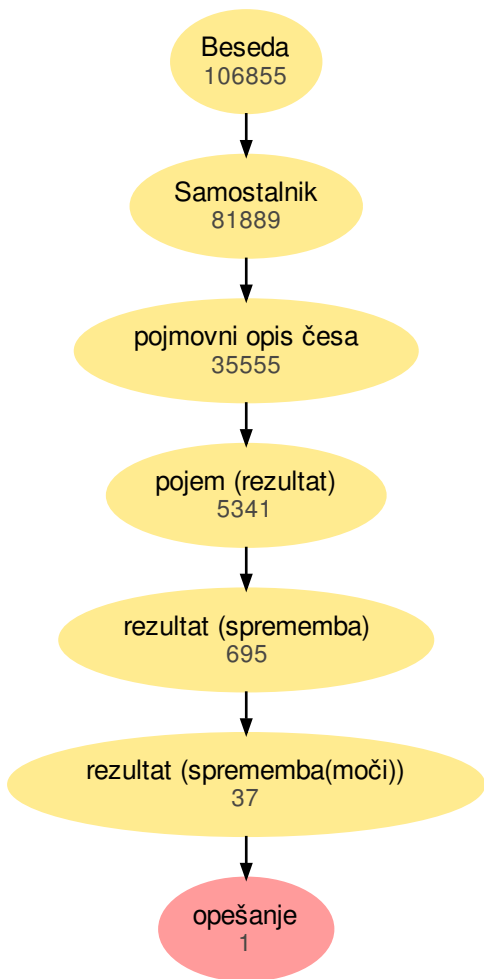 Beseda
106855
Samostalnik
81889
pojmovni opis česa
35555
pojem (rezultat)
5341
rezultat (sprememba)
695
rezultat (sprememba(moči))
37
opešanje
1